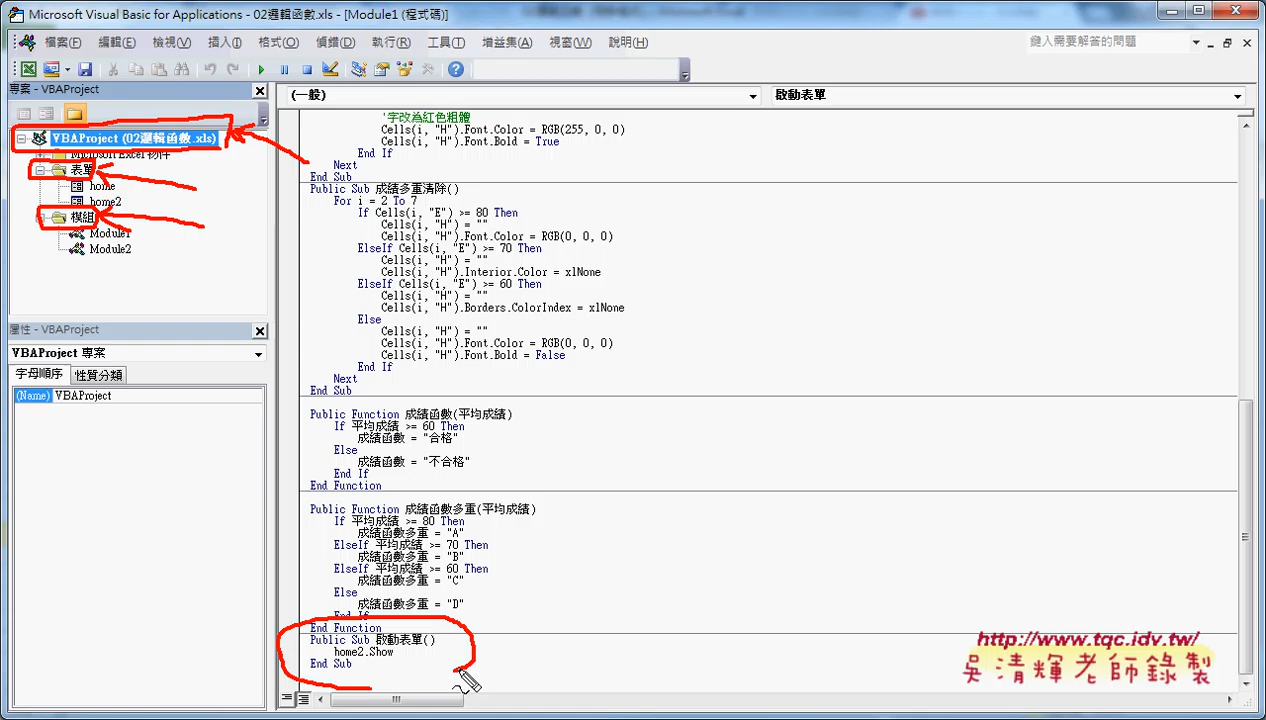 Microsoft Visual Basic for Applications - 02邏輯函數.xls - [Module1 (程式碼)]
檔案(F) 編輯(E) 檢視(V) 插入(I) 格式(O) 偵錯(D) 執行(R) 工具(T) 增益集(A) 視窗(W) 說明(H)
鍵入需要解答的問題
專案 - VBAProject
VBAProject (02邏輯函數.xls)
Microsoft Excel 物件
表單
home
home2
模組
Module1
Module2
屬性 - VBAProject
VBAProject 專案
字母順序 性質分類
(Name) VBAProject
(一般) 啟動表單
'字改為紅色粗體
Cells(i, "H").Font.Color = RGB(255, 0, 0)
Cells(i, "H").Font.Bold = True
End If
Next
End Sub
Public Sub 成績多重清除()
For i = 2 To 7
If Cells(i, "E") >= 80 Then
Cells(i, "H") = ""
Cells(i, "H").Font.Color = RGB(0, 0, 0)
ElseIf Cells(i, "E") >= 70 Then
Cells(i, "H") = ""
Cells(i, "H").Interior.Color = xlNone
ElseIf Cells(i, "E") >= 60 Then
Cells(i, "H") = ""
Cells(i, "H").Borders.ColorIndex = xlNone
Else
Cells(i, "H") = ""
Cells(i, "H").Font.Color = RGB(0, 0, 0)
Cells(i, "H").Font.Bold = False
End If
Next
End Sub
Public Function 成績函數(平均成績)
If 平均成績 >= 60 Then
成績函數 = "合格"
Else
成績函數 = "不合格"
End If
End Function
Public Function 成績函數多重(平均成績)
If 平均成績 >= 80 Then
成績函數多重 = "A"
ElseIf 平均成績 >= 70 Then
成績函數多重 = "B"
ElseIf 平均成績 >= 60 Then
成績函數多重 = "C"
Else
成績函數多重 = "D"
End If
End Function
Public Sub 啟動表單()
home2.Show
End Sub
http://www.tqc.idv.tw/
吳清輝老師錄製